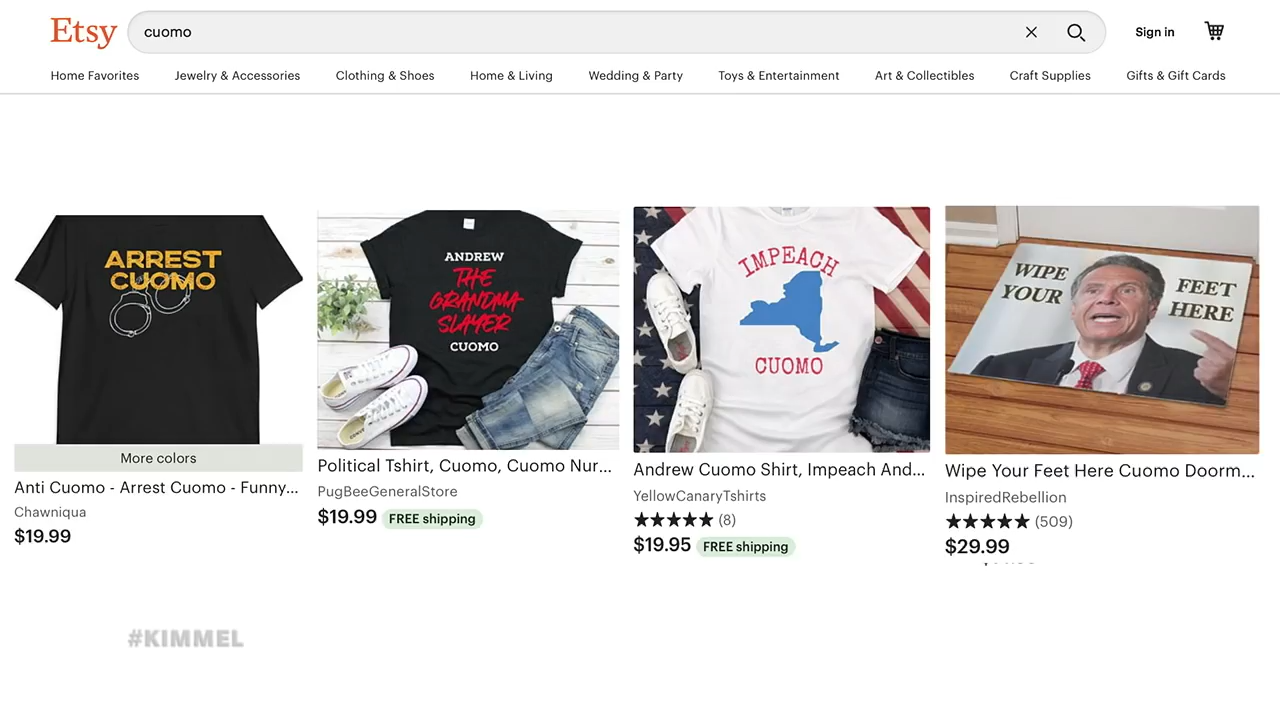 Etsy
cuomo
Sign in
Home Favorites
Jewelry & Accessories
Clothing & Shoes
Home & Living
Wedding & Party
Toys & Entertainment
Art & Collectibles
Craft Supplies
Gifts & Gift Cards
ARREST
CUOMO
More colors
Anti Cuomo - Arrest Cuomo - Funny...
Chawniqua
$19.99
ANDREW
THE
GRANDMA
SLAYER
CUOMO
Political Tshirt, Cuomo, Cuomo Nur...
PugBeeGeneralStore
$19.99 FREE shipping
IMPEACH
CUOMO
Andrew Cuomo Shirt, Impeach And...
YellowCanaryTshirts
★★★★★ (8)
$19.95 FREE shipping
WIPE
YOUR
FEET
HERE
Wipe Your Feet Here Cuomo Doorm...
InspiredRebellion
★★★★★ (509)
$29.99
#KIMMEL